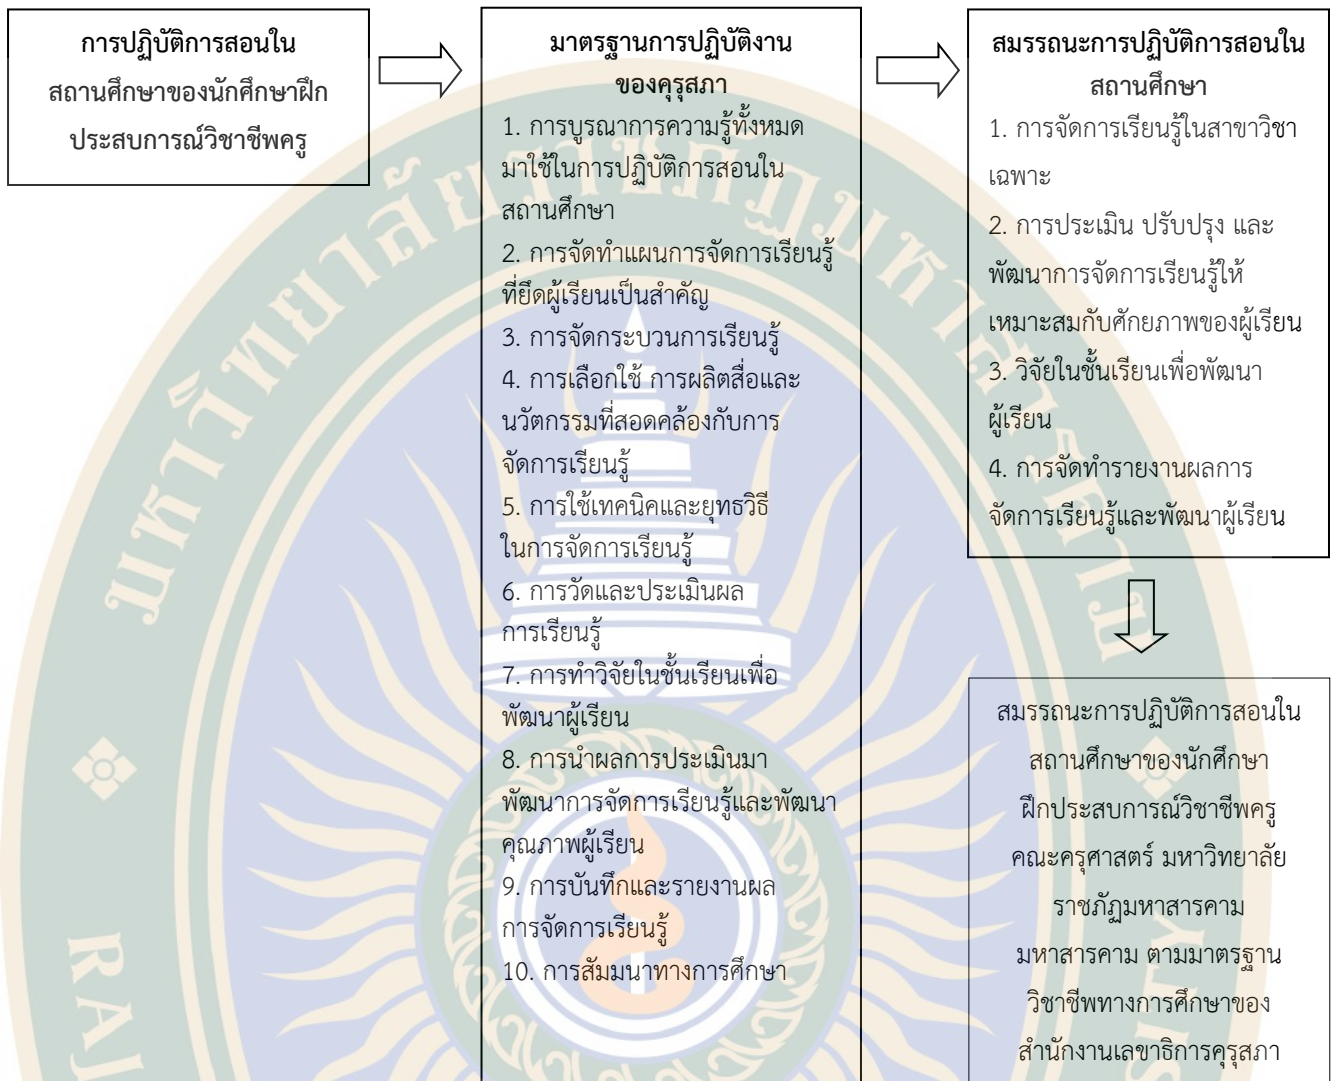 การปฏิบัติการสอนใน
สถานศึกษาของนักศึกษาฝึก
ประสบการณ์วิชาชีพครู
มาตรฐานการปฏิบัติงาน
ของคุรุสภา
1. การบูรณาการความรู้ทั้งหมด
มาใช้ในการปฏิบัติการสอนใน
สถานศึกษา
2. การจัดทำแผนการจัดการเรียนรู้
ที่ยึดผู้เรียนเป็นสำคัญ
3. การจัดกระบวนการเรียนรู้
4. การเลือกใช้ การผลิตสื่อและ
นวัตกรรมที่สอดคล้องกับการ
จัดการเรียนรู้
5. การใช้เทคนิคและยุทธวิธี
ในการจัดการเรียนรู้
6. การวัดและประเมินผล
การเรียนรู้
7. การทำวิจัยในชั้นเรียนเพื่อ
พัฒนาผู้เรียน
8. การนำผลการประเมินมา
พัฒนาการจัดการเรียนรู้และพัฒนา
คุณภาพผู้เรียน
9. การบันทึกและรายงานผล
การจัดการเรียนรู้
10. การสัมมนาทางการศึกษา
สมรรถนะการปฏิบัติการสอนใน
สถานศึกษา
1. การจัดการเรียนรู้ในสาขาวิชา
เฉพาะ
2. การประเมิน ปรับปรุง และ
พัฒนาการจัดการเรียนรู้ให้
เหมาะสมกับศักยภาพของผู้เรียน
3. วิจัยในชั้นเรียนเพื่อพัฒนา
ผู้เรียน
4. การจัดทำรายงานผลการ
จัดการเรียนรู้และพัฒนาผู้เรียน
สมรรถนะการปฏิบัติการสอนใน
สถานศึกษาของนักศึกษา
ฝึกประสบการณ์วิชาชีพครู
คณะครุศาสตร์ มหาวิทยาลัย
ราชภัฏมหาสารคาม
มหาสารคาม ตามมาตรฐาน
วิชาชีพทางการศึกษาของ
สำนักงานเลขาธิการคุรุสภา
มหาวิทยาลัยราชภัฏมหาสารคาม